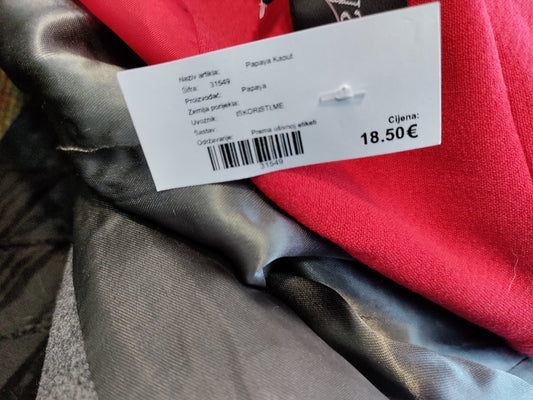 Naziv artikla: Papaya Kaput
Šifra: 31549
Proizvođač: Papaya
Zemlja porijekla:
Uvoznik: ISKORISTI.ME
Sastav:
Održavanje: Prema ušivnoj etiketi
31549
Cijena:
18.50€